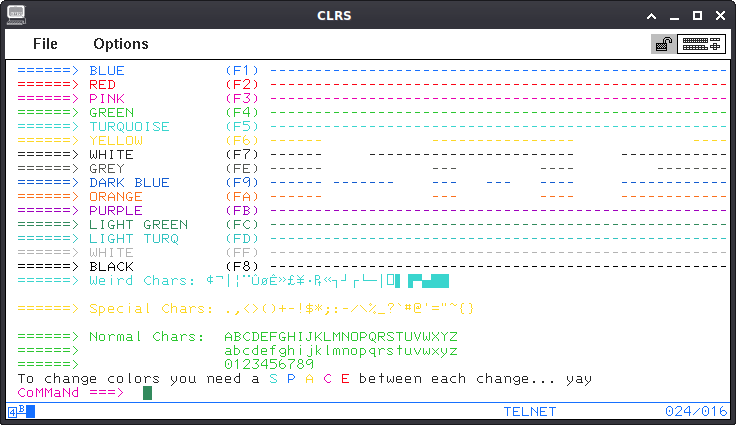 CLRS
File Options
======> BLUE (F1) ----------------------------------------------------------
======> RED (F2) ----------------------------------------------------------
======> PINK (F3) ----------------------------------------------------------
======> GREEN (F4) ----------------------------------------------------------
======> TURQUOISE (F5) ----------------------------------------------------------
======> YELLOW (F6) ------ ------------------ ----
======> WHITE (F7) ------ -------------------------- --------------
======> GREY (FE) ------ --- ------ --------------
======> DARK BLUE (F9) ------ ---- --- --- ---- --------------
======> ORANGE (FA) ------ --- ------ ----
======> PURPLE (FB) ----------------------------------------------------------
======> LIGHT GREEN (FC) ----------------------------------------------------------
======> LIGHT TURQ (FD) ----------------------------------------------------------
======> WHITE (FF) ----------------------------------------------------------
======> BLACK (F8) ----------------------------------------------------------
======> Weird Chars:
======> Special Chars: .,<>()+-!$*;:-/\%_?`#@'="~{}
======> Normal Chars: ABCDEFGHIJKLMNOPQRSTUVWXYZ
======> abcdefghijklmnopqrstuvwxyz
======> 0123456789
To change colors you need a S P A C E between each change... yay
CoMMaNd ===>
4B TELNET 024/016